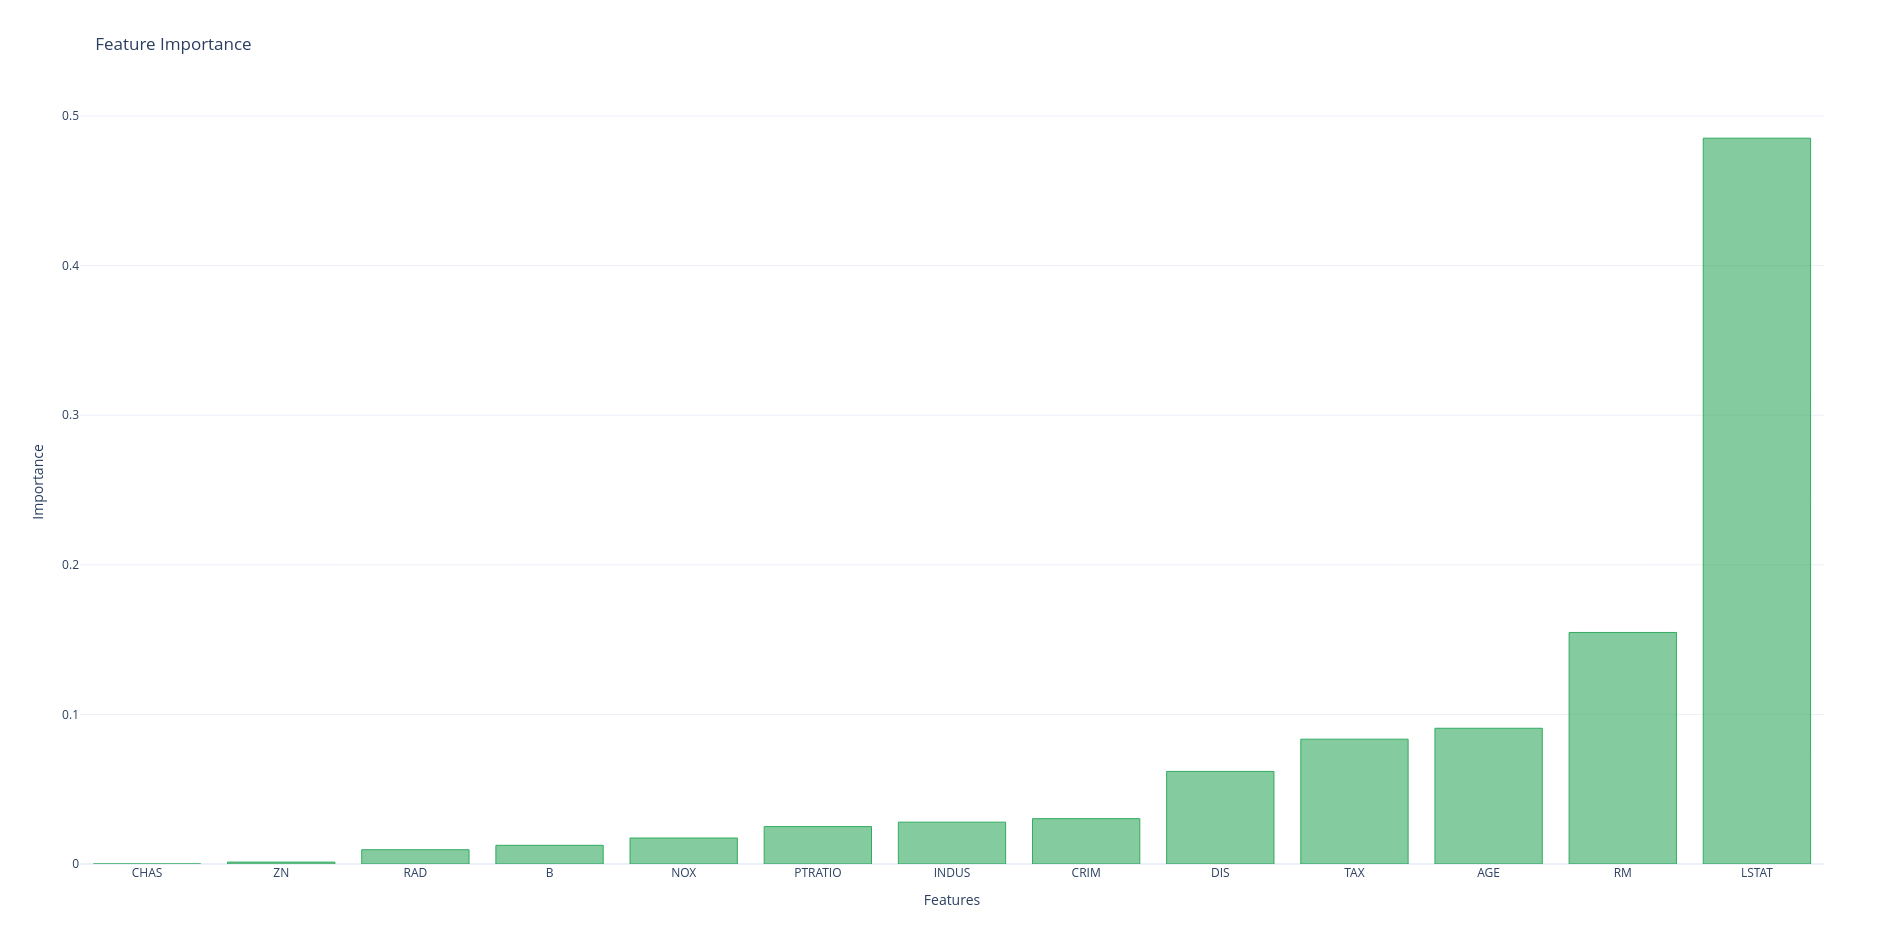 Feature Importance
0.5
0.4
0.3
0.2
0.1
0
Importance
CHAS ZN RAD B NOX PTRATIO INDUS CRIM DIS TAX AGE RM LSTAT
Features